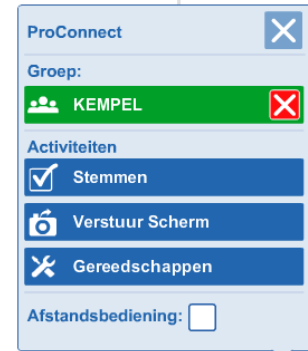 ProConnect
Groep:
KEMPEL
Activiteiten
Stemmen
Verstuur Scherm
Gereedschappen
Afstandsbediening: